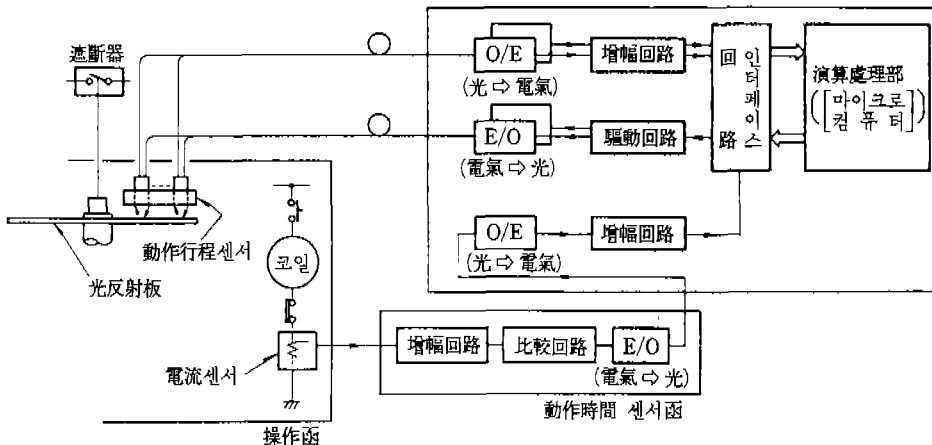 遮斷器
O/E
(光 ⇨ 電氣)
增幅回路
E/O
(電氣 ⇨ 光)
驅動回路
인터페이스
回路
演算處理部
([마이크로
컴퓨터])
O/E
(光 ⇨ 電氣)
增幅回路
動作行程센서
光反射板
코일
電流센서
操作函
增幅回路
比較回路
E/O
(電氣 ⇨ 光)
動作時間 센서函